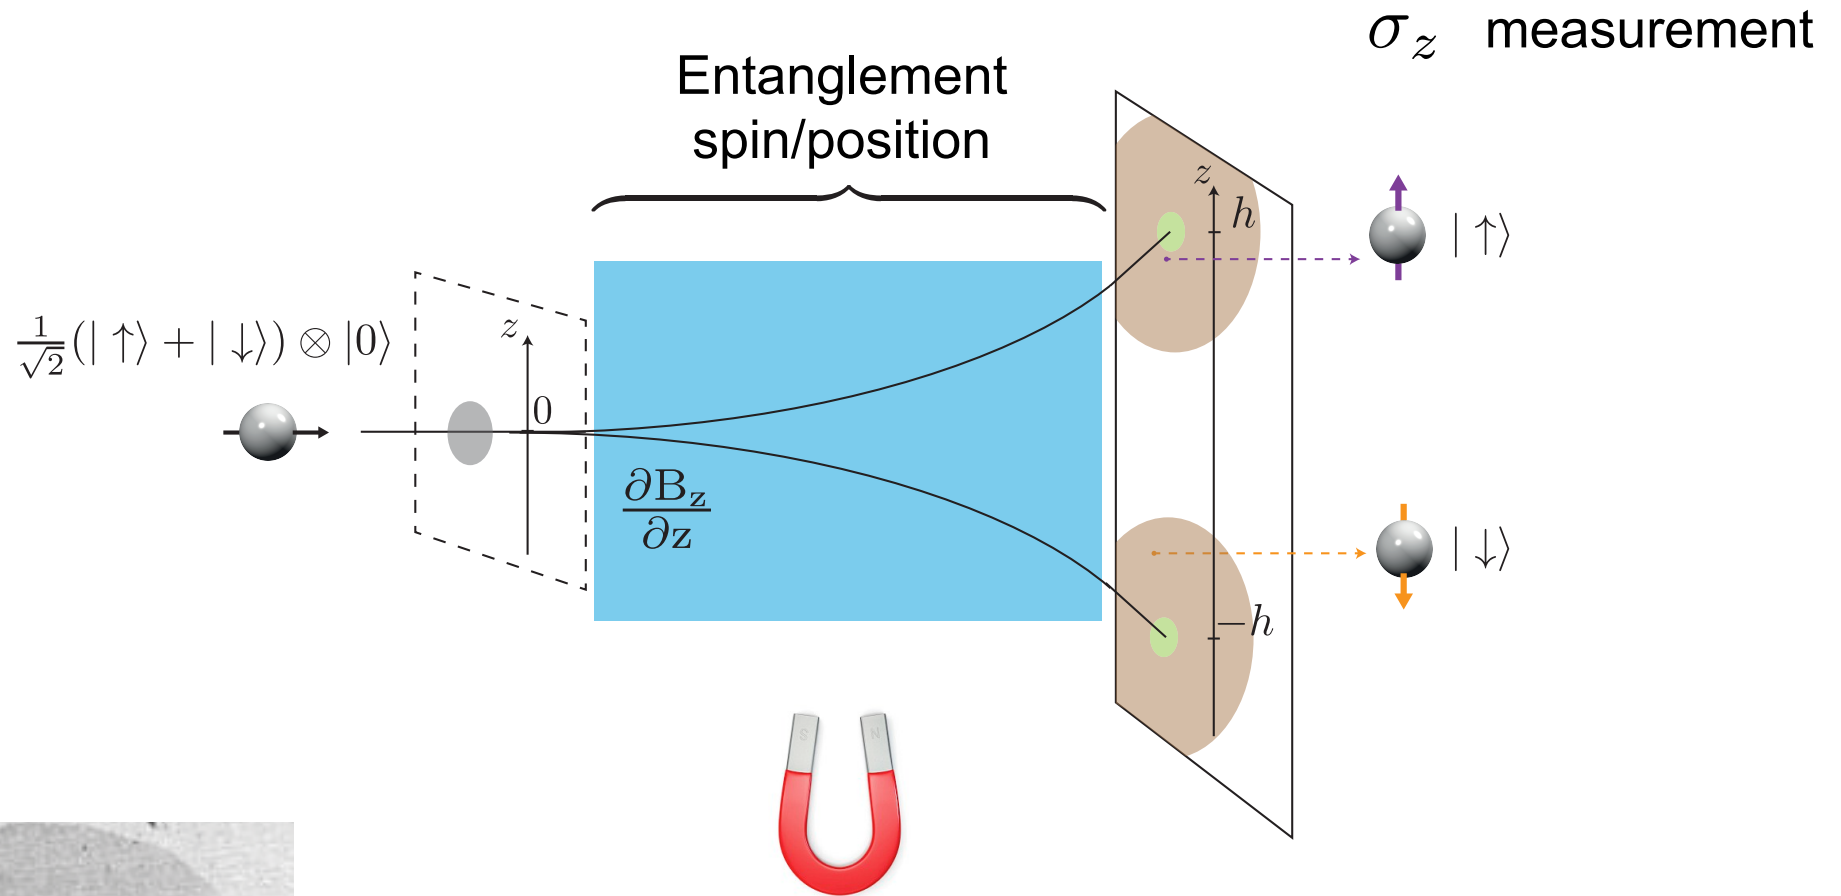 σ_z measurement
Entanglement
spin/position
z
h
|↑⟩
1/√2(|↑⟩ + |↓⟩) ⊗ |0⟩
z
0
∂B_z/∂z
|↓⟩
−h
S N